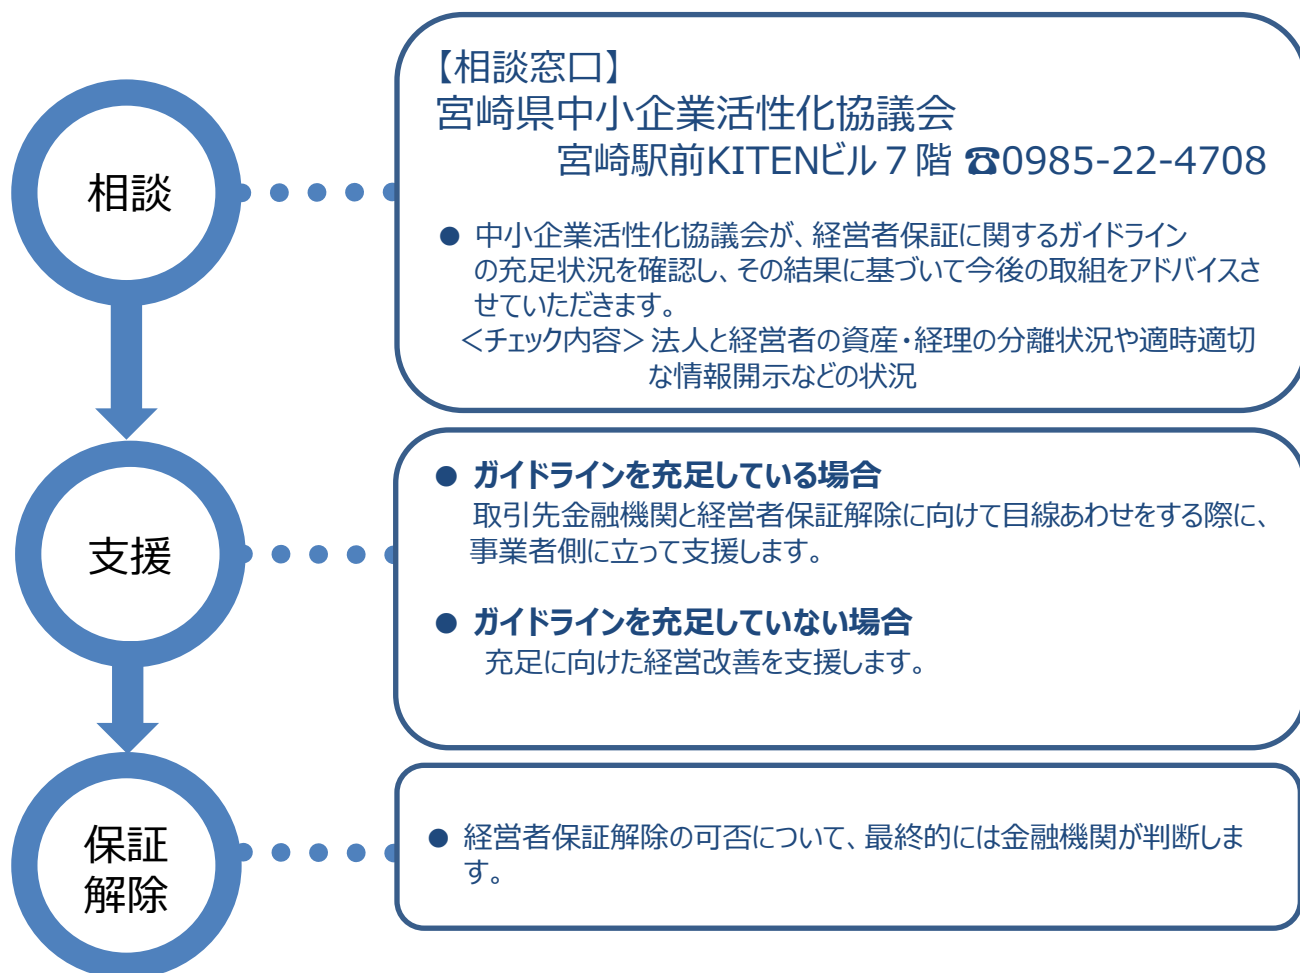 相談
【相談窓口】
宮崎県中小企業活性化協議会
宮崎駅前KITENビル７階 ☎0985-22-4708
● 中小企業活性化協議会が、経営者保証に関するガイドライン
の充足状況を確認し、その結果に基づいて今後の取組をアドバイスさ
せていただきます。
＜チェック内容＞法人と経営者の資産・経理の分離状況や適時適切
な情報開示などの状況
支援
● ガイドラインを充足している場合
取引先金融機関と経営者保証解除に向けて目線あわせをする際に、
事業者側に立って支援します。
● ガイドラインを充足していない場合
充足に向けた経営改善を支援します。
保証
解除
● 経営者保証解除の可否について、最終的には金融機関が判断しま
す。